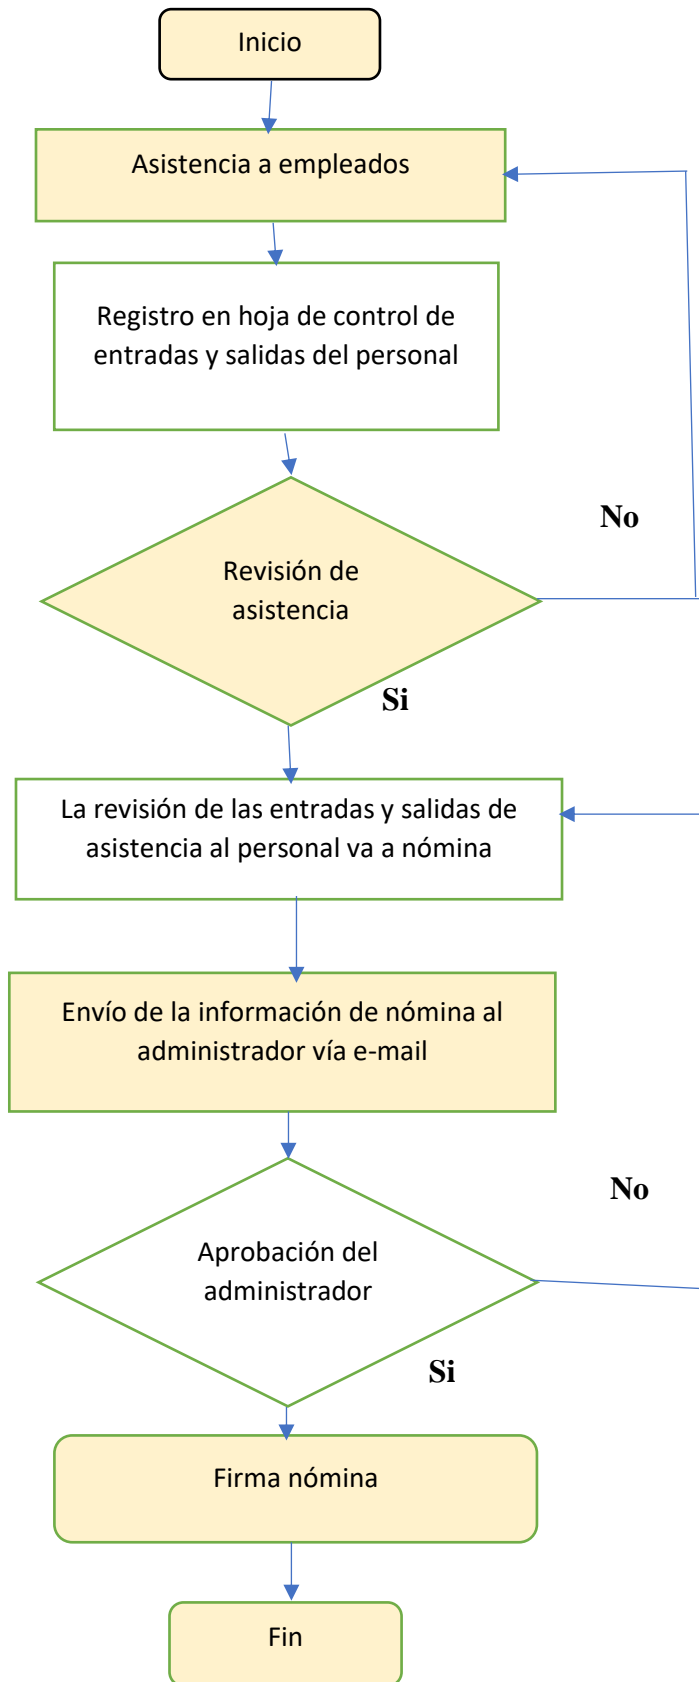 Inicio
Asistencia a empleados
Registro en hoja de control de
entradas y salidas del personal
No
Revisión de
asistencia
Si
La revisión de las entradas y salidas de
asistencia al personal va a nómina
Envío de la información de nómina al
administrador vía e-mail
No
Aprobación del
administrador
Si
Firma nómina
Fin